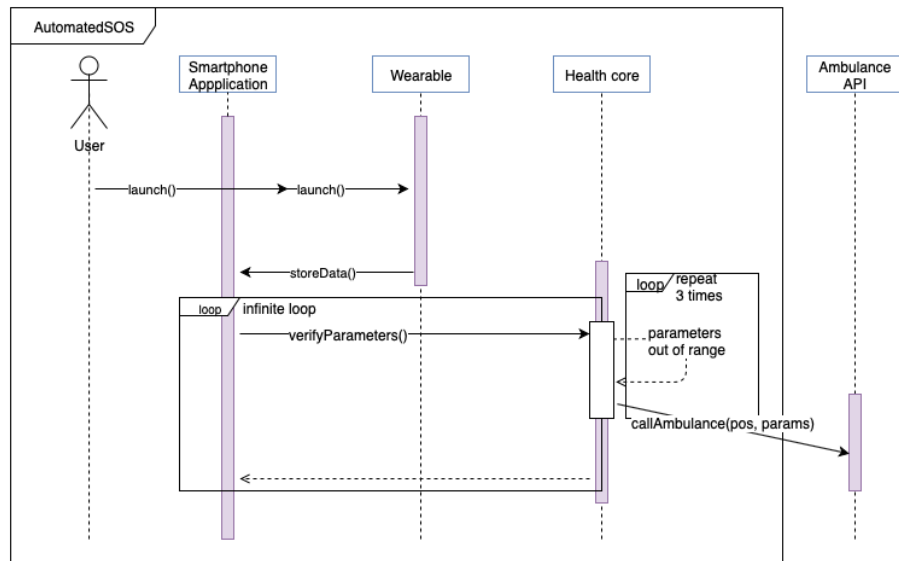 AutomatedSOS
User
Smartphone
Appplication
Wearable
Health core
Ambulance
API
launch()
launch()
storeData()
loop
infinite loop
verifyParameters()
loop
repeat
3 times
parameters
out of range
callAmbulance(pos, params)